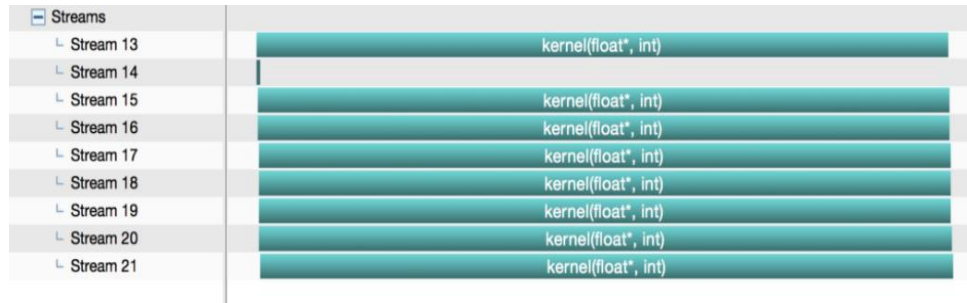 Streams
Stream 13 kernel(float*, int)
Stream 14
Stream 15 kernel(float*, int)
Stream 16 kernel(float*, int)
Stream 17 kernel(float*, int)
Stream 18 kernel(float*, int)
Stream 19 kernel(float*, int)
Stream 20 kernel(float*, int)
Stream 21 kernel(float*, int)